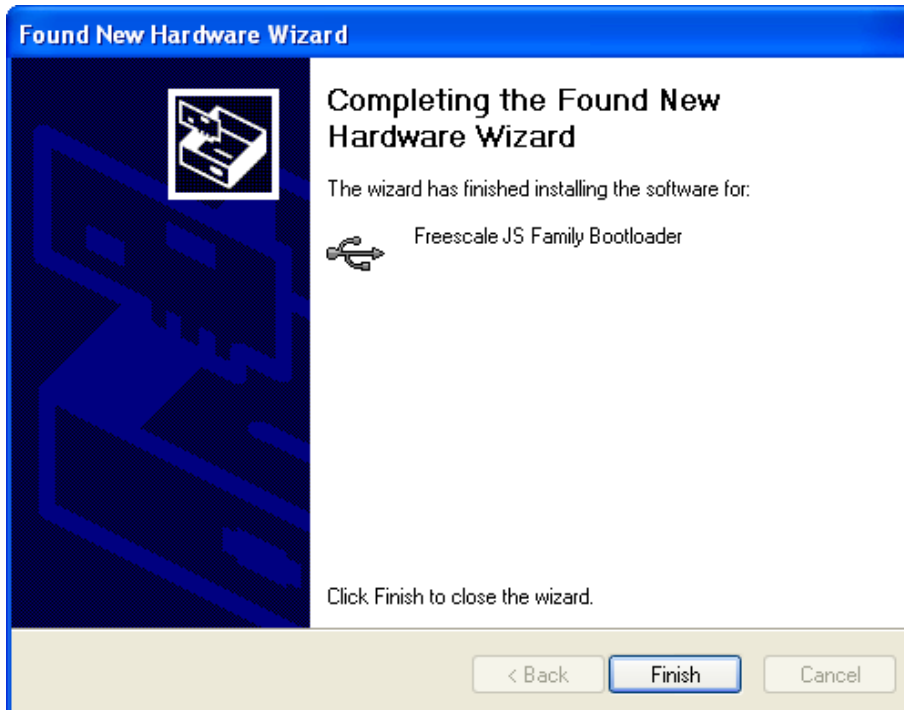 Found New Hardware Wizard
Completing the Found New
Hardware Wizard
The wizard has finished installing the software for:
Freescale JS Family Bootloader
Click Finish to close the wizard.
< Back Finish Cancel